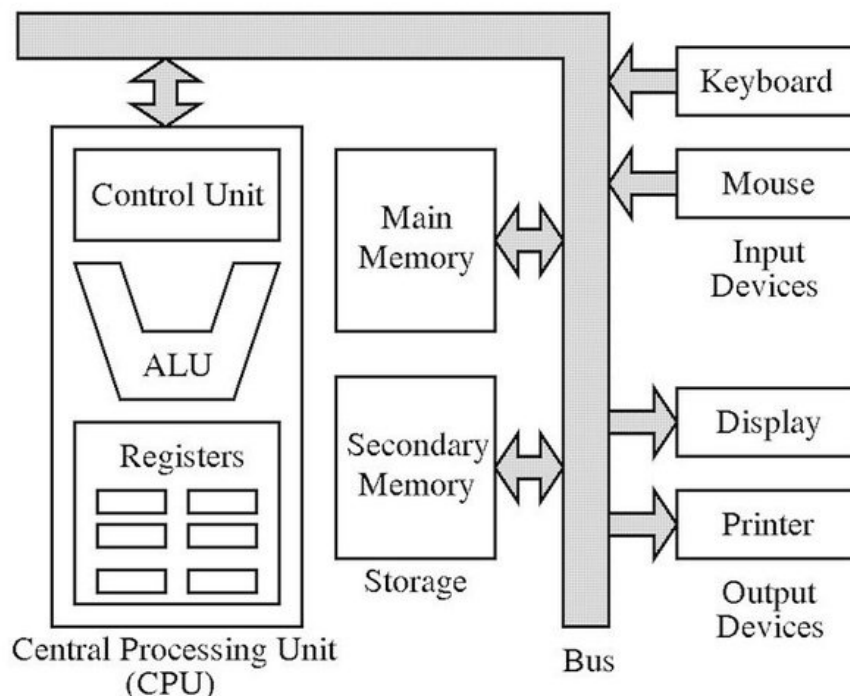 Control Unit
ALU
Registers
Central Processing Unit
(CPU)
Main
Memory
Secondary
Memory
Storage
Bus
Keyboard
Mouse
Input
Devices
Display
Printer
Output
Devices